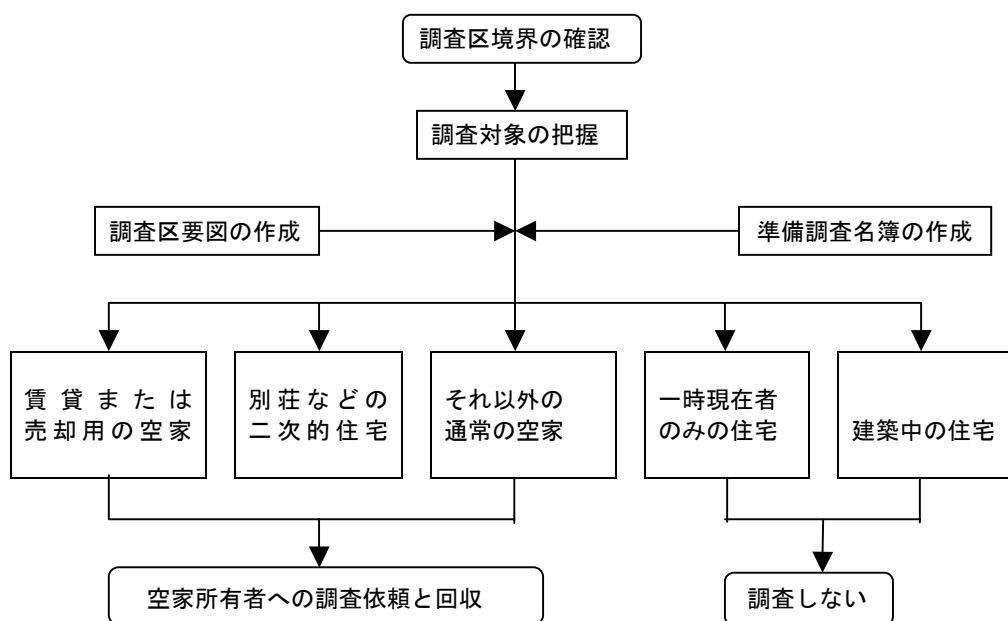 調査区境界の確認
調査対象の把握
調査区要図の作成
準備調査名簿の作成
賃貸または
売却用の空家
別荘などの
二次的住宅
それ以外の
通常の空家
一時現在者
のみの住宅
建築中の住宅
空家所有者への調査依頼と回収
調査しない